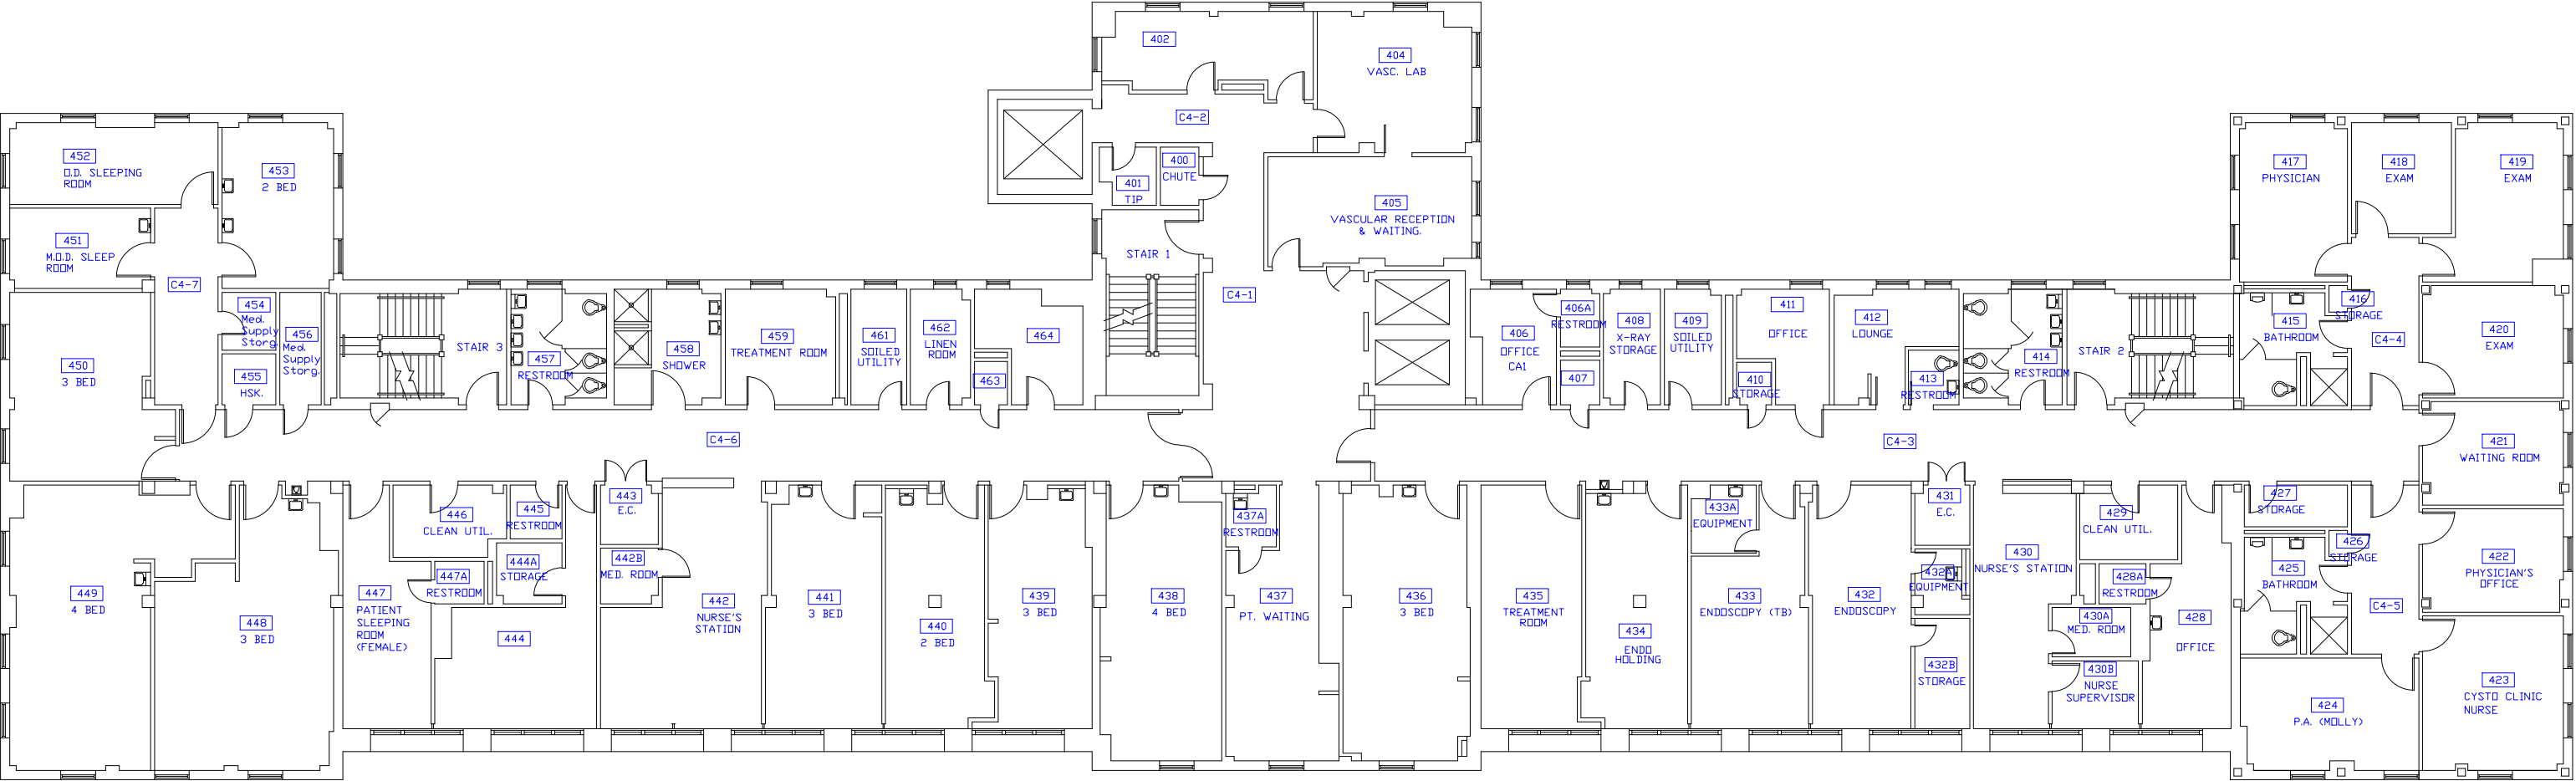 402
404
VASC. LAB
C4-2
400
CHUTE
401
TIP
405
VASCULAR RECEPTION
& WAITING.
STAIR 1
C4-1
452
O.D. SLEEPING
ROOM
453
2 BED
451
M.O.D. SLEEP
ROOM
C4-7
454
Med.
Supply
Storg.
456
Med.
Supply
Storg.
455
HSK.
450
3 BED
STAIR 3
457
RESTROOM
458
SHOWER
459
TREATMENT ROOM
461
SOILED
UTILITY
462
LINEN
ROOM
463
464
406
OFFICE
CA1
406A
RESTROOM
407
408
X-RAY
STORAGE
409
SOILED
UTILITY
411
OFFICE
410
STORAGE
412
LOUNGE
413
RESTROOM
414
RESTROOM
STAIR 2
417
PHYSICIAN
418
EXAM
419
EXAM
416
STORAGE
415
BATHROOM
C4-4
420
EXAM
C4-6
C4-3
421
WAITING ROOM
449
4 BED
448
3 BED
447
PATIENT
SLEEPING
ROOM
(FEMALE)
446
CLEAN UTIL.
445
RESTROOM
447A
RESTROOM
444A
STORAGE
444
443
E.C.
442B
MED. ROOM
442
NURSE'S
STATION
441
3 BED
440
2 BED
439
3 BED
438
4 BED
437A
RESTROOM
437
PT. WAITING
436
3 BED
435
TREATMENT
ROOM
434
ENDO
HOLDING
433A
EQUIPMENT
433
ENDOSCOPY (TB)
432
ENDOSCOPY
431
E.C.
432A
EQUIPMENT
432B
STORAGE
430
NURSE'S STATION
429
CLEAN UTIL.
428A
RESTROOM
430A
MED. ROOM
430B
NURSE
SUPERVISOR
428
OFFICE
427
STORAGE
426
STORAGE
425
BATHROOM
C4-5
422
PHYSICIAN'S
OFFICE
423
CYSTO CLINIC
NURSE
424
P.A. (MOLLY)